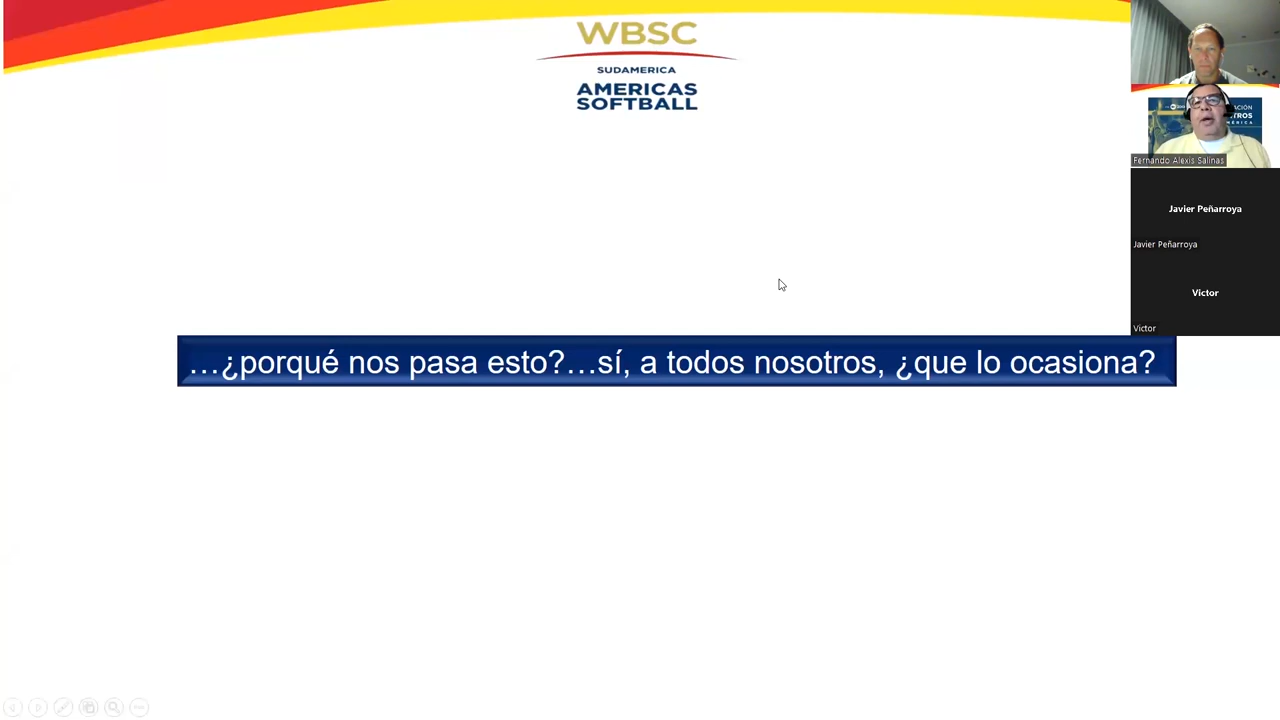 WBSC
SUDAMERICA
AMERICAS
SOFTBALL
…¿porqué nos pasa esto?…sí, a todos nosotros, ¿que lo ocasiona?
Fernando Alexis Salinas
Javier Peñarroya
Javier Peñarroya
Victor
Victor